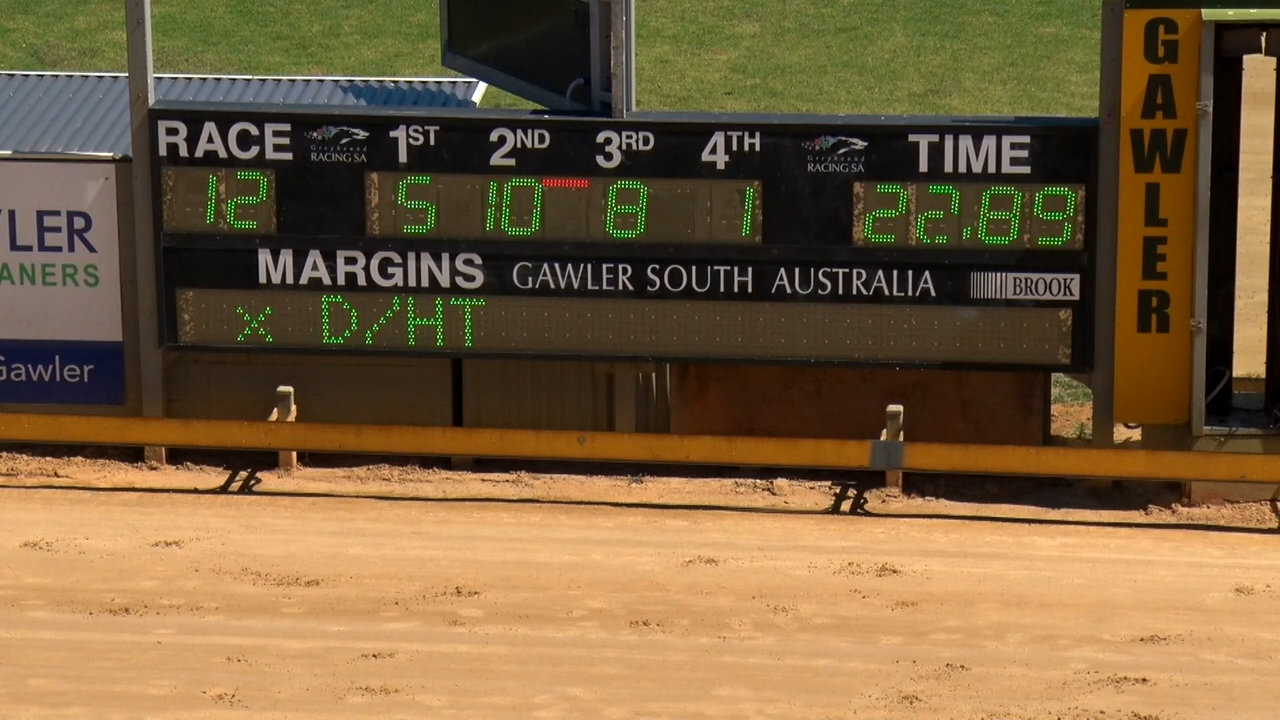 RACE Greyhound RACING SA 1ST 2ND 3RD 4TH Greyhound RACING SA TIME
12 5 10 8 1 22.89
MARGINS GAWLER SOUTH AUSTRALIA BROOK
x D/HT
GAWLER
LER
ANERS
Gawler